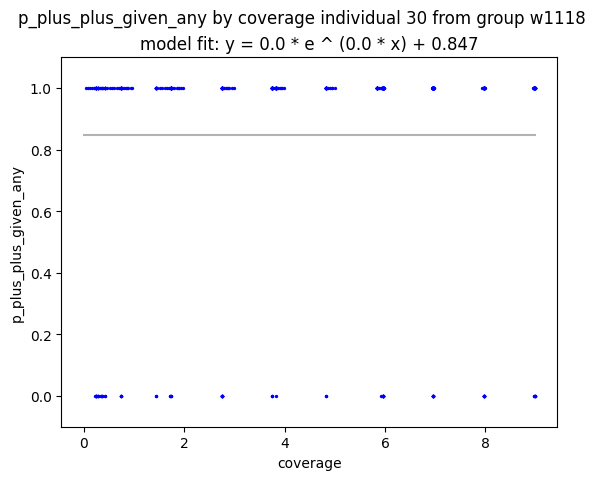 p_plus_plus_given_any by coverage individual 30 from group w1118
model fit: y = 0.0 * e ^ (0.0 * x) + 0.847
p_plus_plus_given_any
1.0
0.8
0.6
0.4
0.2
0.0
0 2 4 6 8
coverage